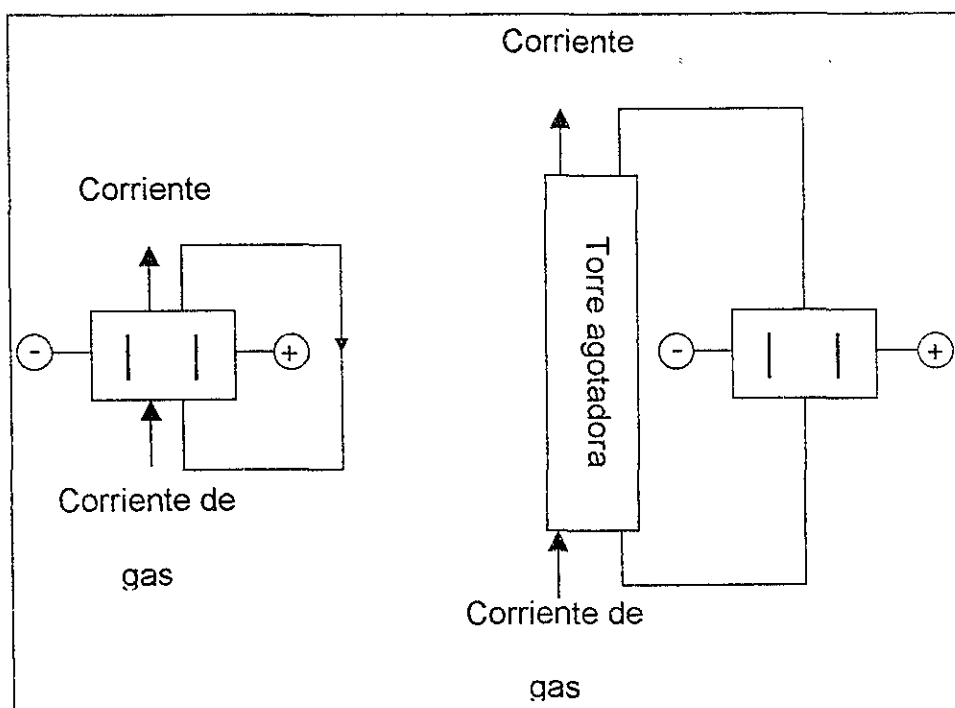 Corriente
-
+
Corriente de
gas
Corriente
Torre agotadora
-
+
Corriente de
gas